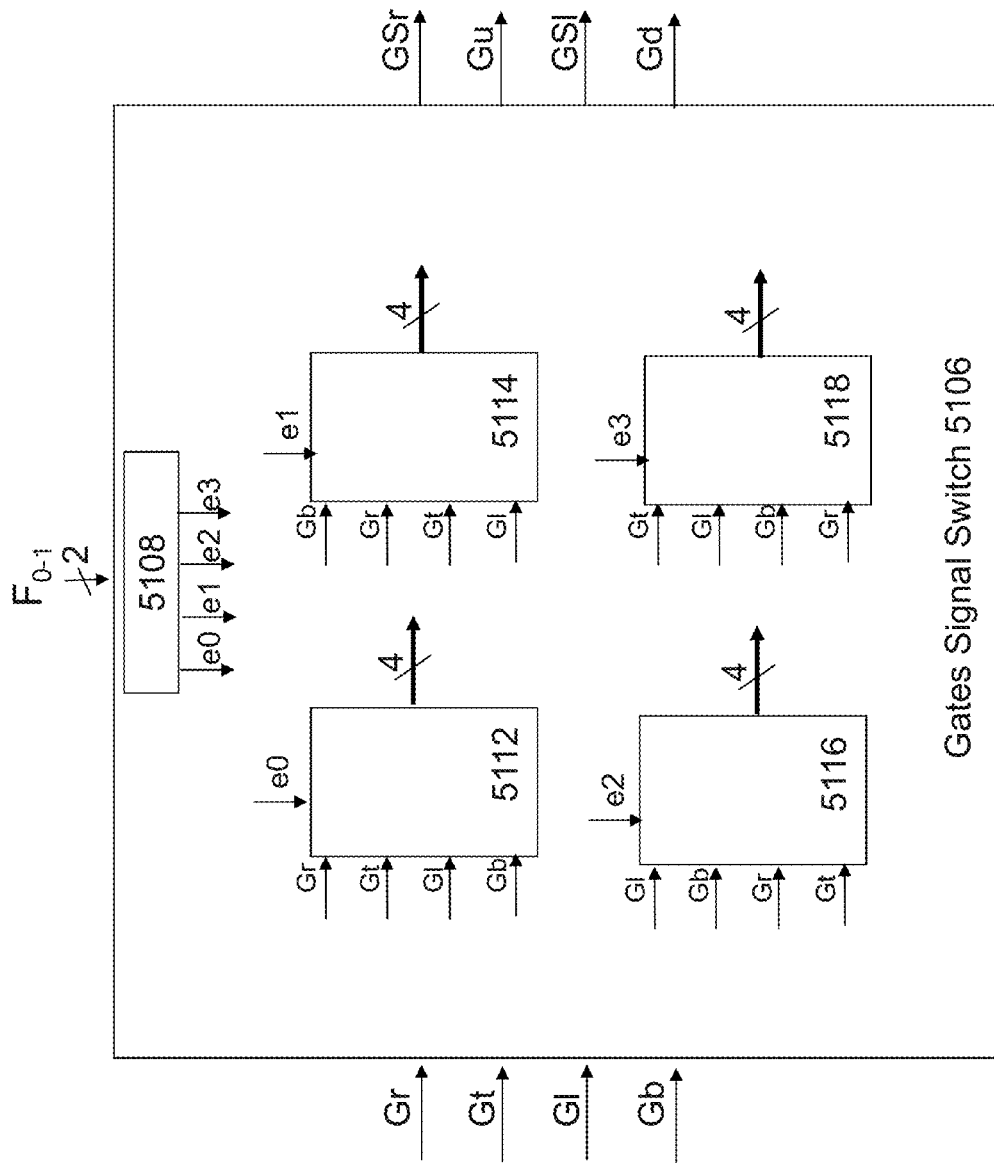 F0-1
2
5108
e0 e1 e2 e3
Gr
Gt
Gl
Gb
e0
5112
4
Gb
Gr
Gt
Gl
e1
5114
4
Gl
Gb
Gr
Gt
e2
5116
4
Gt
Gl
Gb
Gr
e3
5118
4
Gr
Gt
Gl
Gb
GSr
Gu
GSl
Gd
Gates Signal Switch 5106